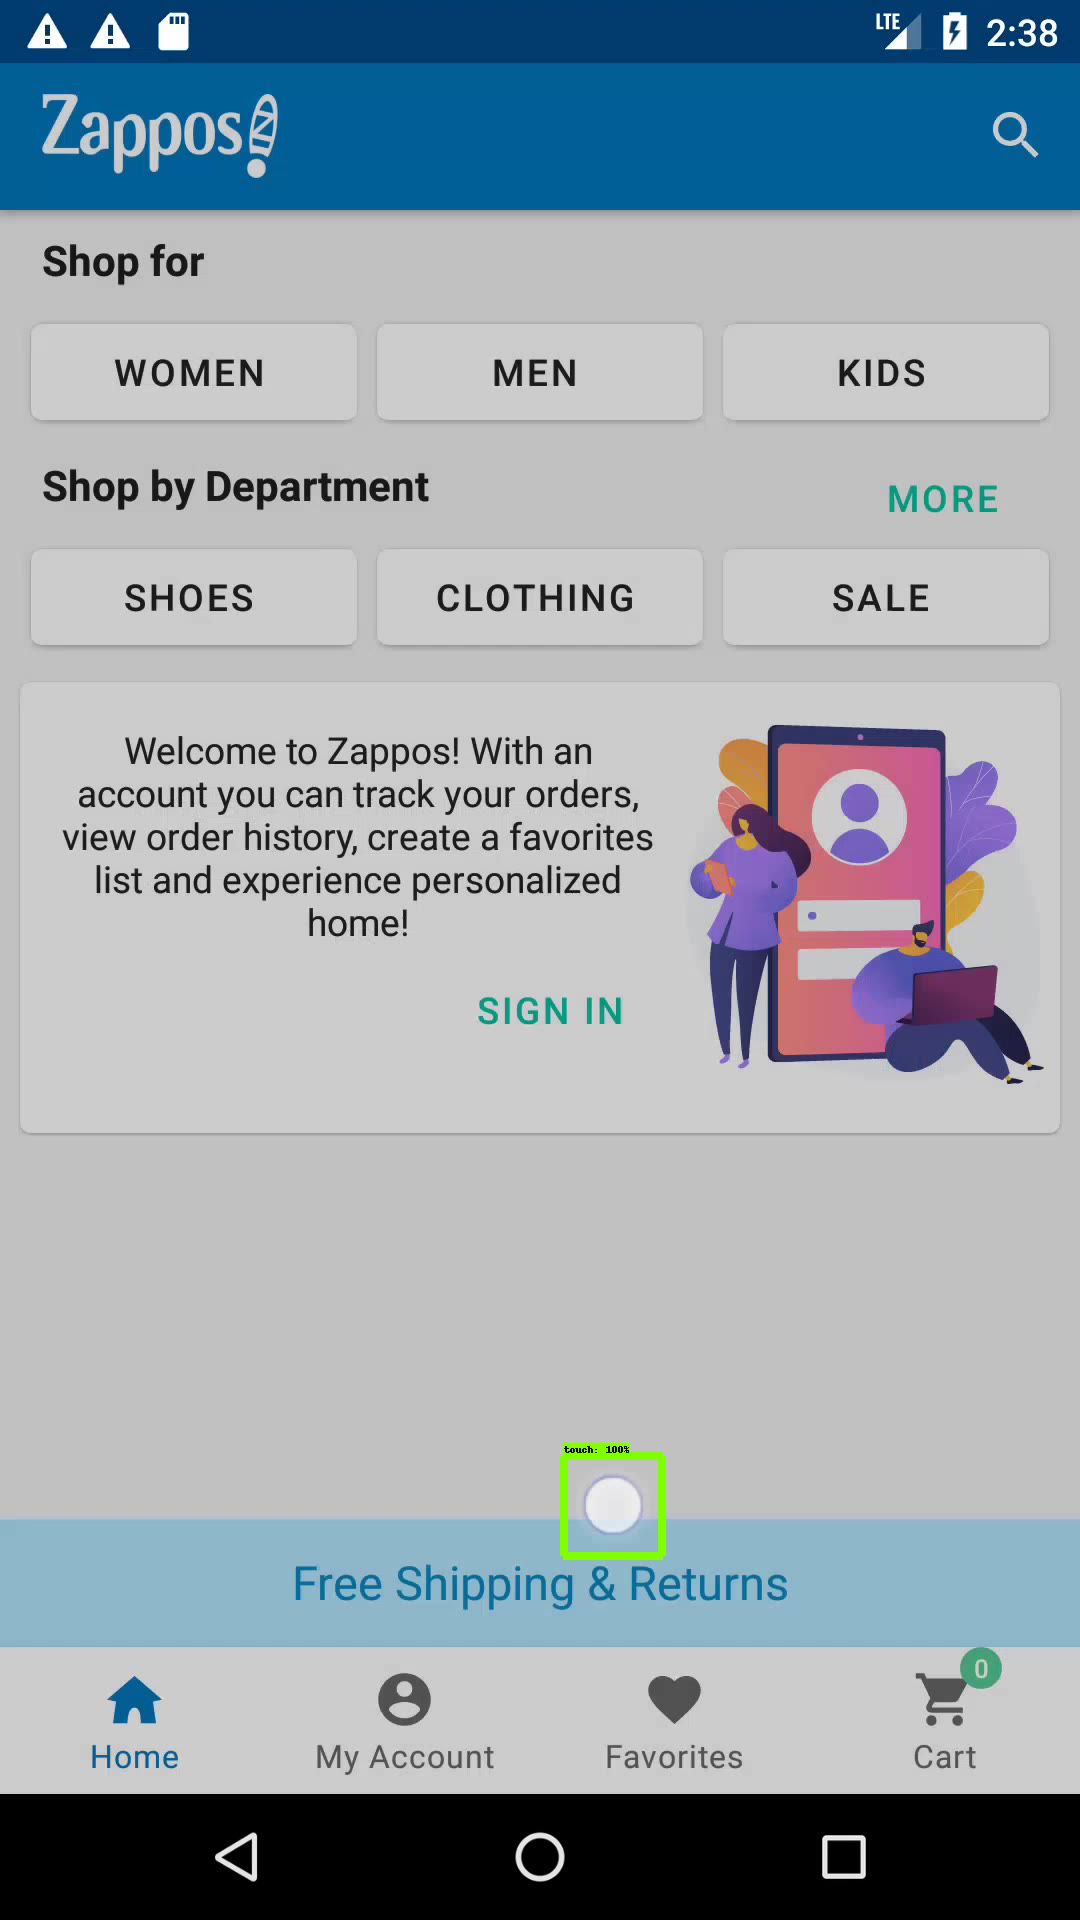 LTE 2:38
Zappos
Shop for
WOMEN MEN KIDS
Shop by Department
MORE
SHOES CLOTHING SALE
Welcome to Zappos! With an
account you can track your orders,
view order history, create a favorites
list and experience personalized
home!
SIGN IN
touch: 100%
Free Shipping & Returns
0
Home My Account Favorites Cart